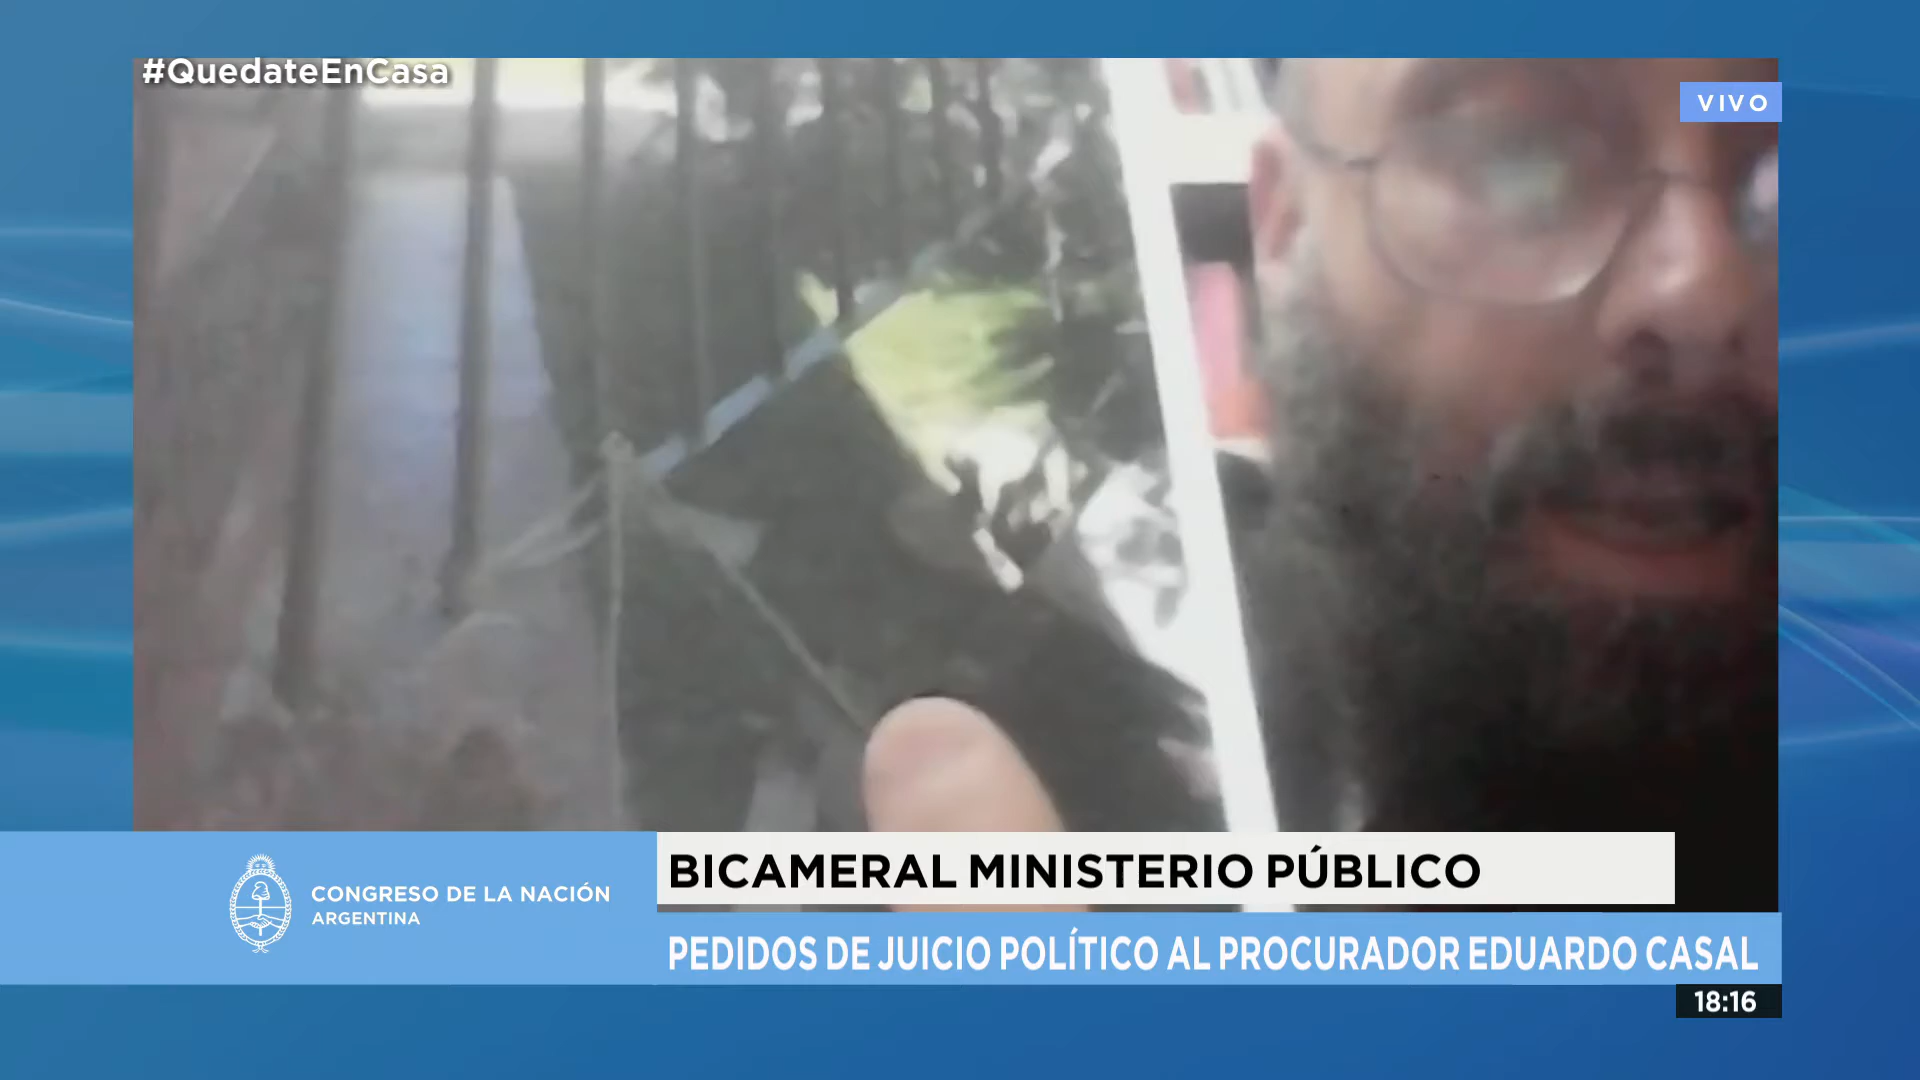 #QuedateEnCasa
VIVO
BICAMERAL MINISTERIO PÚBLICO
CONGRESO DE LA NACIÓN
ARGENTINA
PEDIDOS DE JUICIO POLÍTICO AL PROCURADOR EDUARDO CASAL
18:16